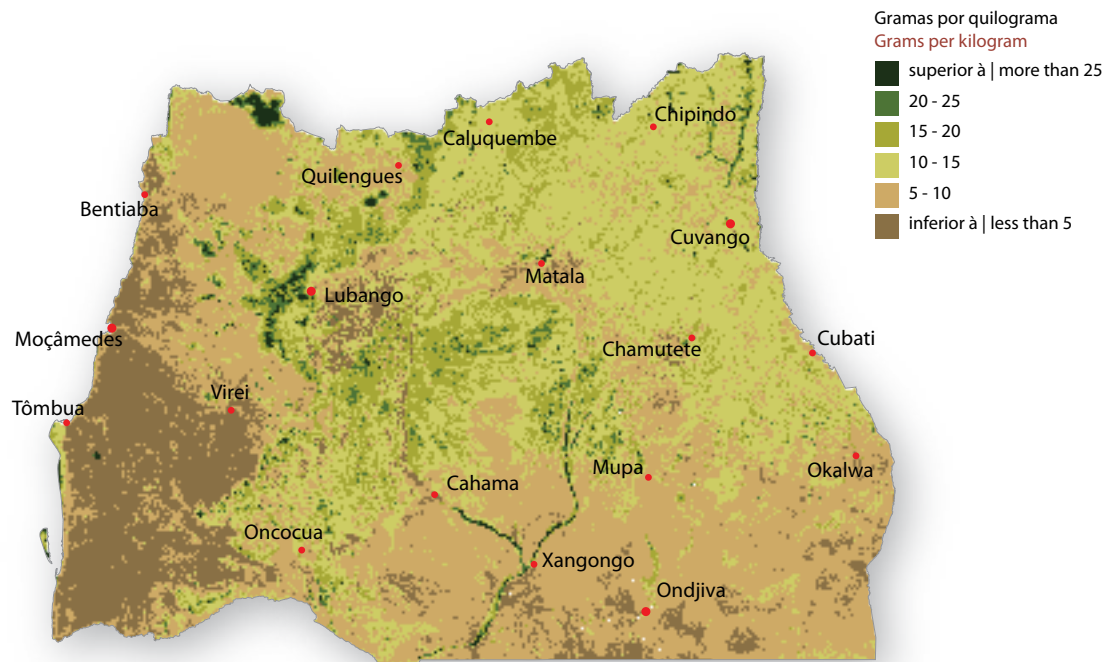 Gramas por quilograma
Grams per kilogram
superior à | more than 25
20 - 25
15 - 20
10 - 15
5 - 10
inferior à | less than 5
Chipindo
Caluquembe
Quilengues
Bentiaba
Cuvango
Matala
Lubango
Moçâmedes
Chamutete
Cubati
Virei
Tômbua
Mupa
Okalwa
Cahama
Oncocua
Xangongo
Ondjiva